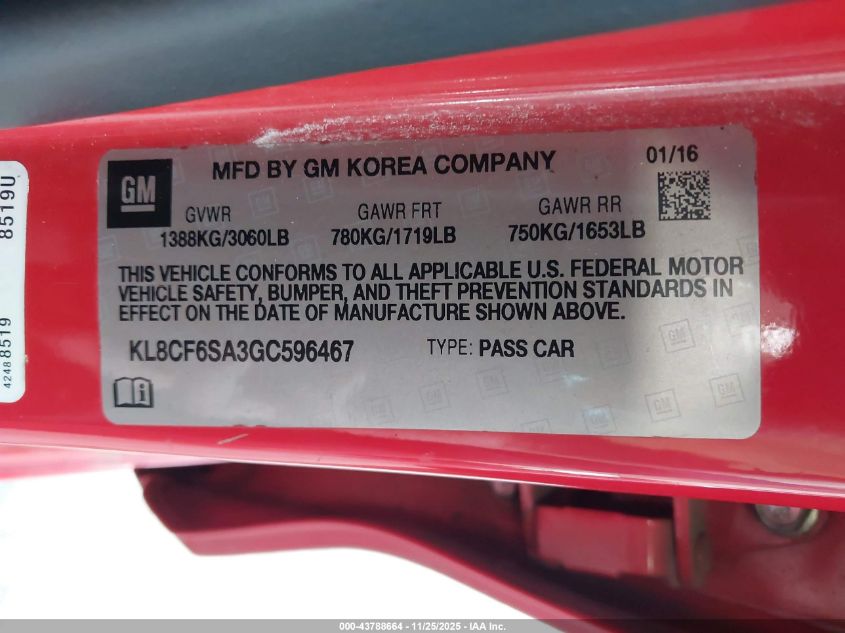 MFD BY GM KOREA COMPANY
01/16
GM
GVWR
GAWR FRT
GAWR RR
1388KG/3060LB
780KG/1719LB
750KG/1653LB
THIS VEHICLE CONFORMS TO ALL APPLICABLE U.S. FEDERAL MOTOR
VEHICLE SAFETY, BUMPER, AND THEFT PREVENTION STANDARDS IN
EFFECT ON THE DATE OF MANUFACTURE SHOWN ABOVE.
KL8CF6SA3GC596467
TYPE: PASS CAR
8519U
42488519
000-43788664 - 11/25/2025 - IAA Inc.